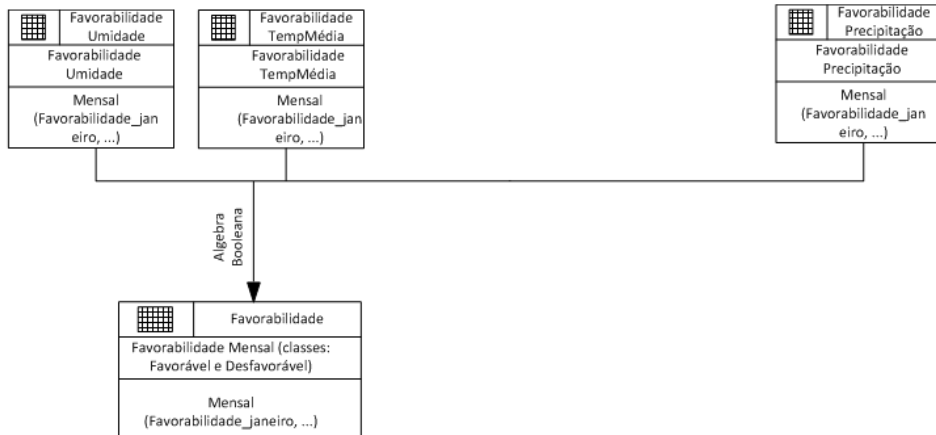 Favorabilidade
Umidade
Favorabilidade
Umidade
Mensal
(Favorabilidade_jan
eiro, ...)
Favorabilidade
TempMédia
Favorabilidade
TempMédia
Mensal
(Favorabilidade_jan
eiro, ...)
Favorabilidade
Precipitação
Favorabilidade
Precipitação
Mensal
(Favorabilidade_jan
eiro, ...)
Algebra
Booleana
Favorabilidade
Favorabilidade Mensal (classes:
Favorável e Desfavorável)
Mensal
(Favorabilidade_janeiro, ...)